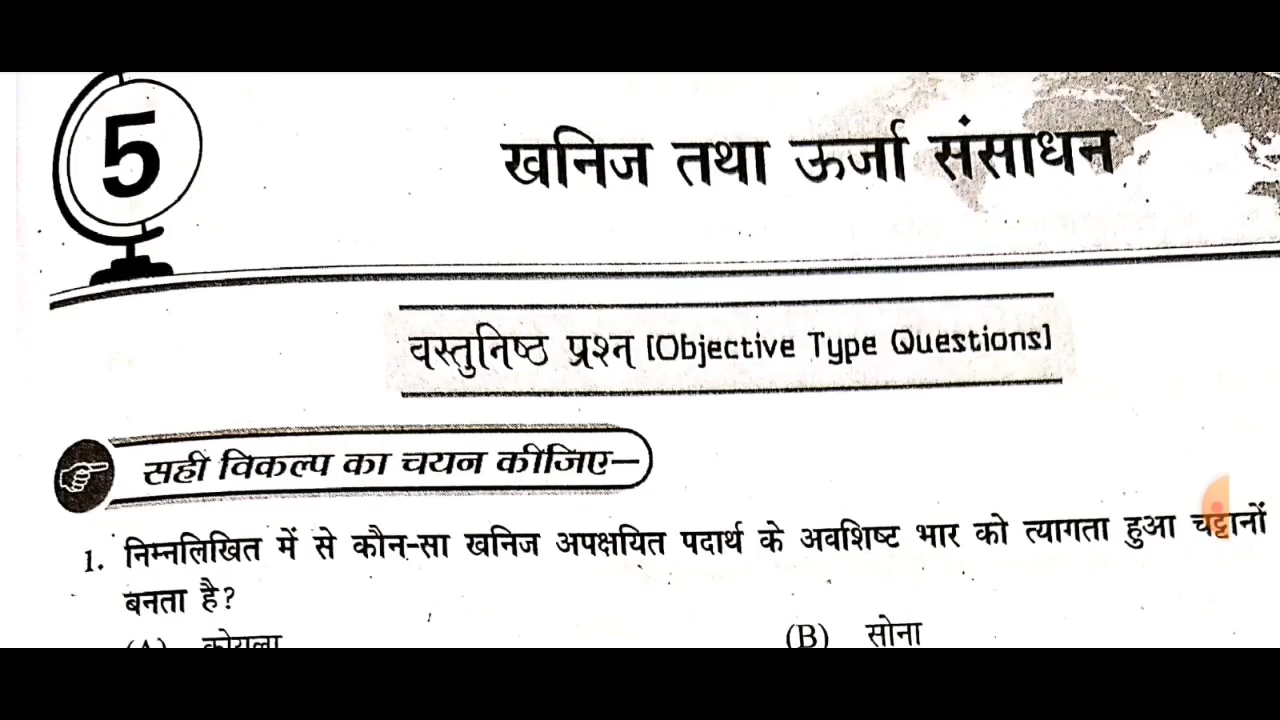 5
खनिज तथा ऊर्जा संसाधन
वस्तुनिष्ठ प्रश्न [Objective Type Questions]
सही विकल्प का चयन कीजिए—
1. निम्नलिखित में से कौन-सा खनिज अपक्षयित पदार्थ के अवशिष्ट भार को त्यागता हुआ चट्टानों
बनता है?
(A) कोयला (B) सोना